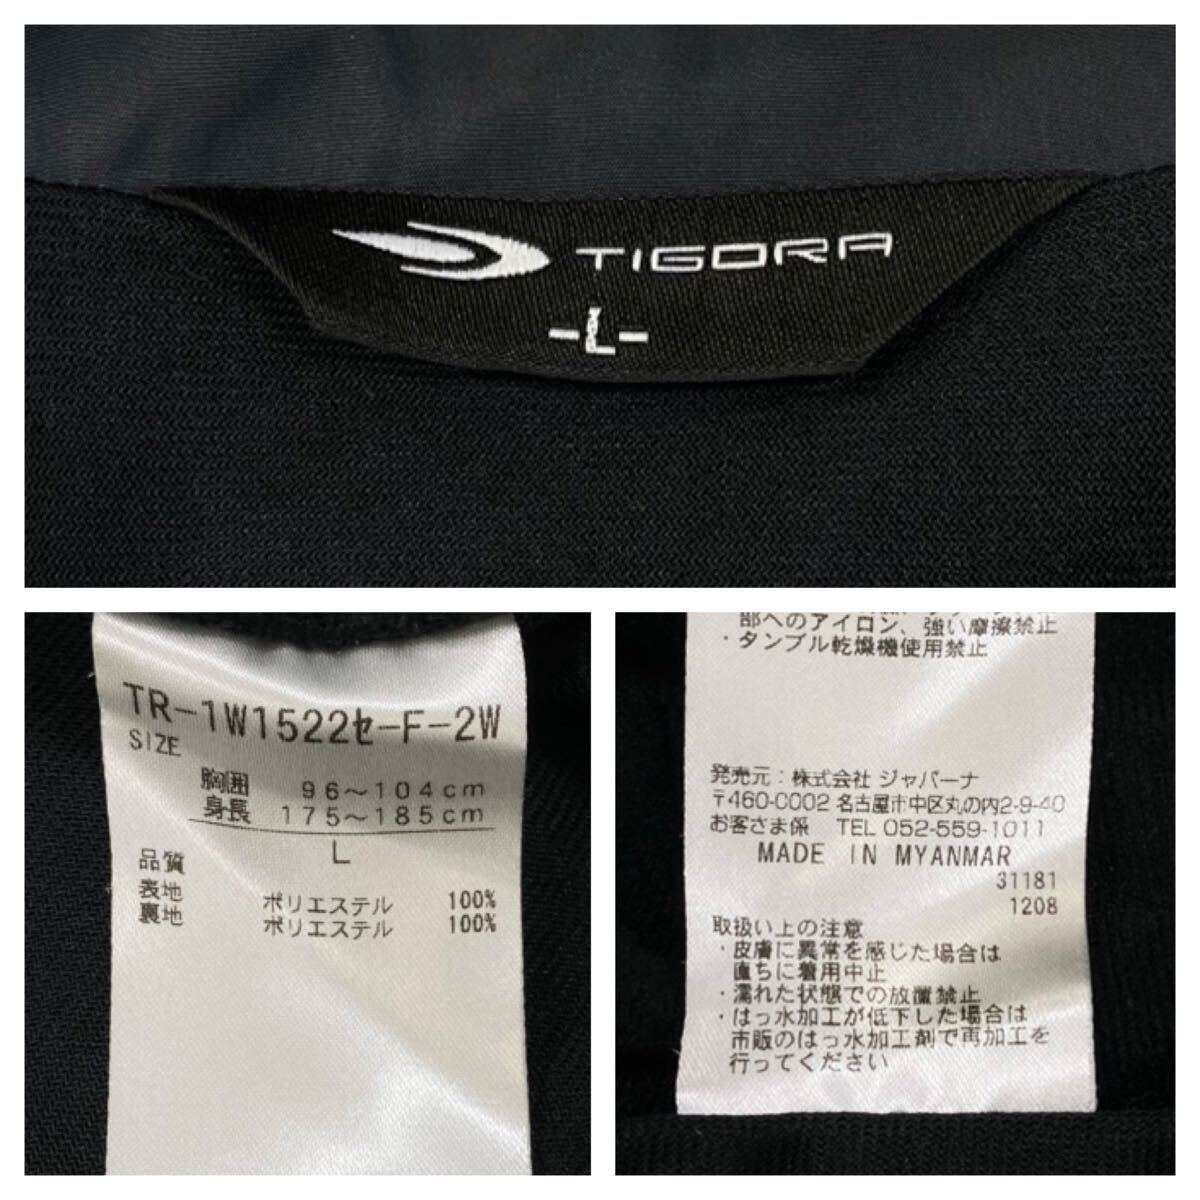 TIGORA
-L-
TR-1W1522セ-F-2W
SIZE
胸囲 96～104cm
身長 175～185cm
L
品質
表地 ポリエステル 100%
裏地 ポリエステル 100%
部へのアイロン、強い摩擦禁止
・タンブル乾燥機使用禁止
発売元：株式会社 ジャパーナ
〒460-0002 名古屋市中区丸の内2-9-40
お客さま係 TEL 052-559-1011
MADE IN MYANMAR
31181
1208
取扱い上の注意
・皮膚に異常を感じた場合は
直ちに着用中止
・濡れた状態での放置禁止
・はっ水加工が低下した場合は
市販のはっ水加工剤で再加工を
行ってください